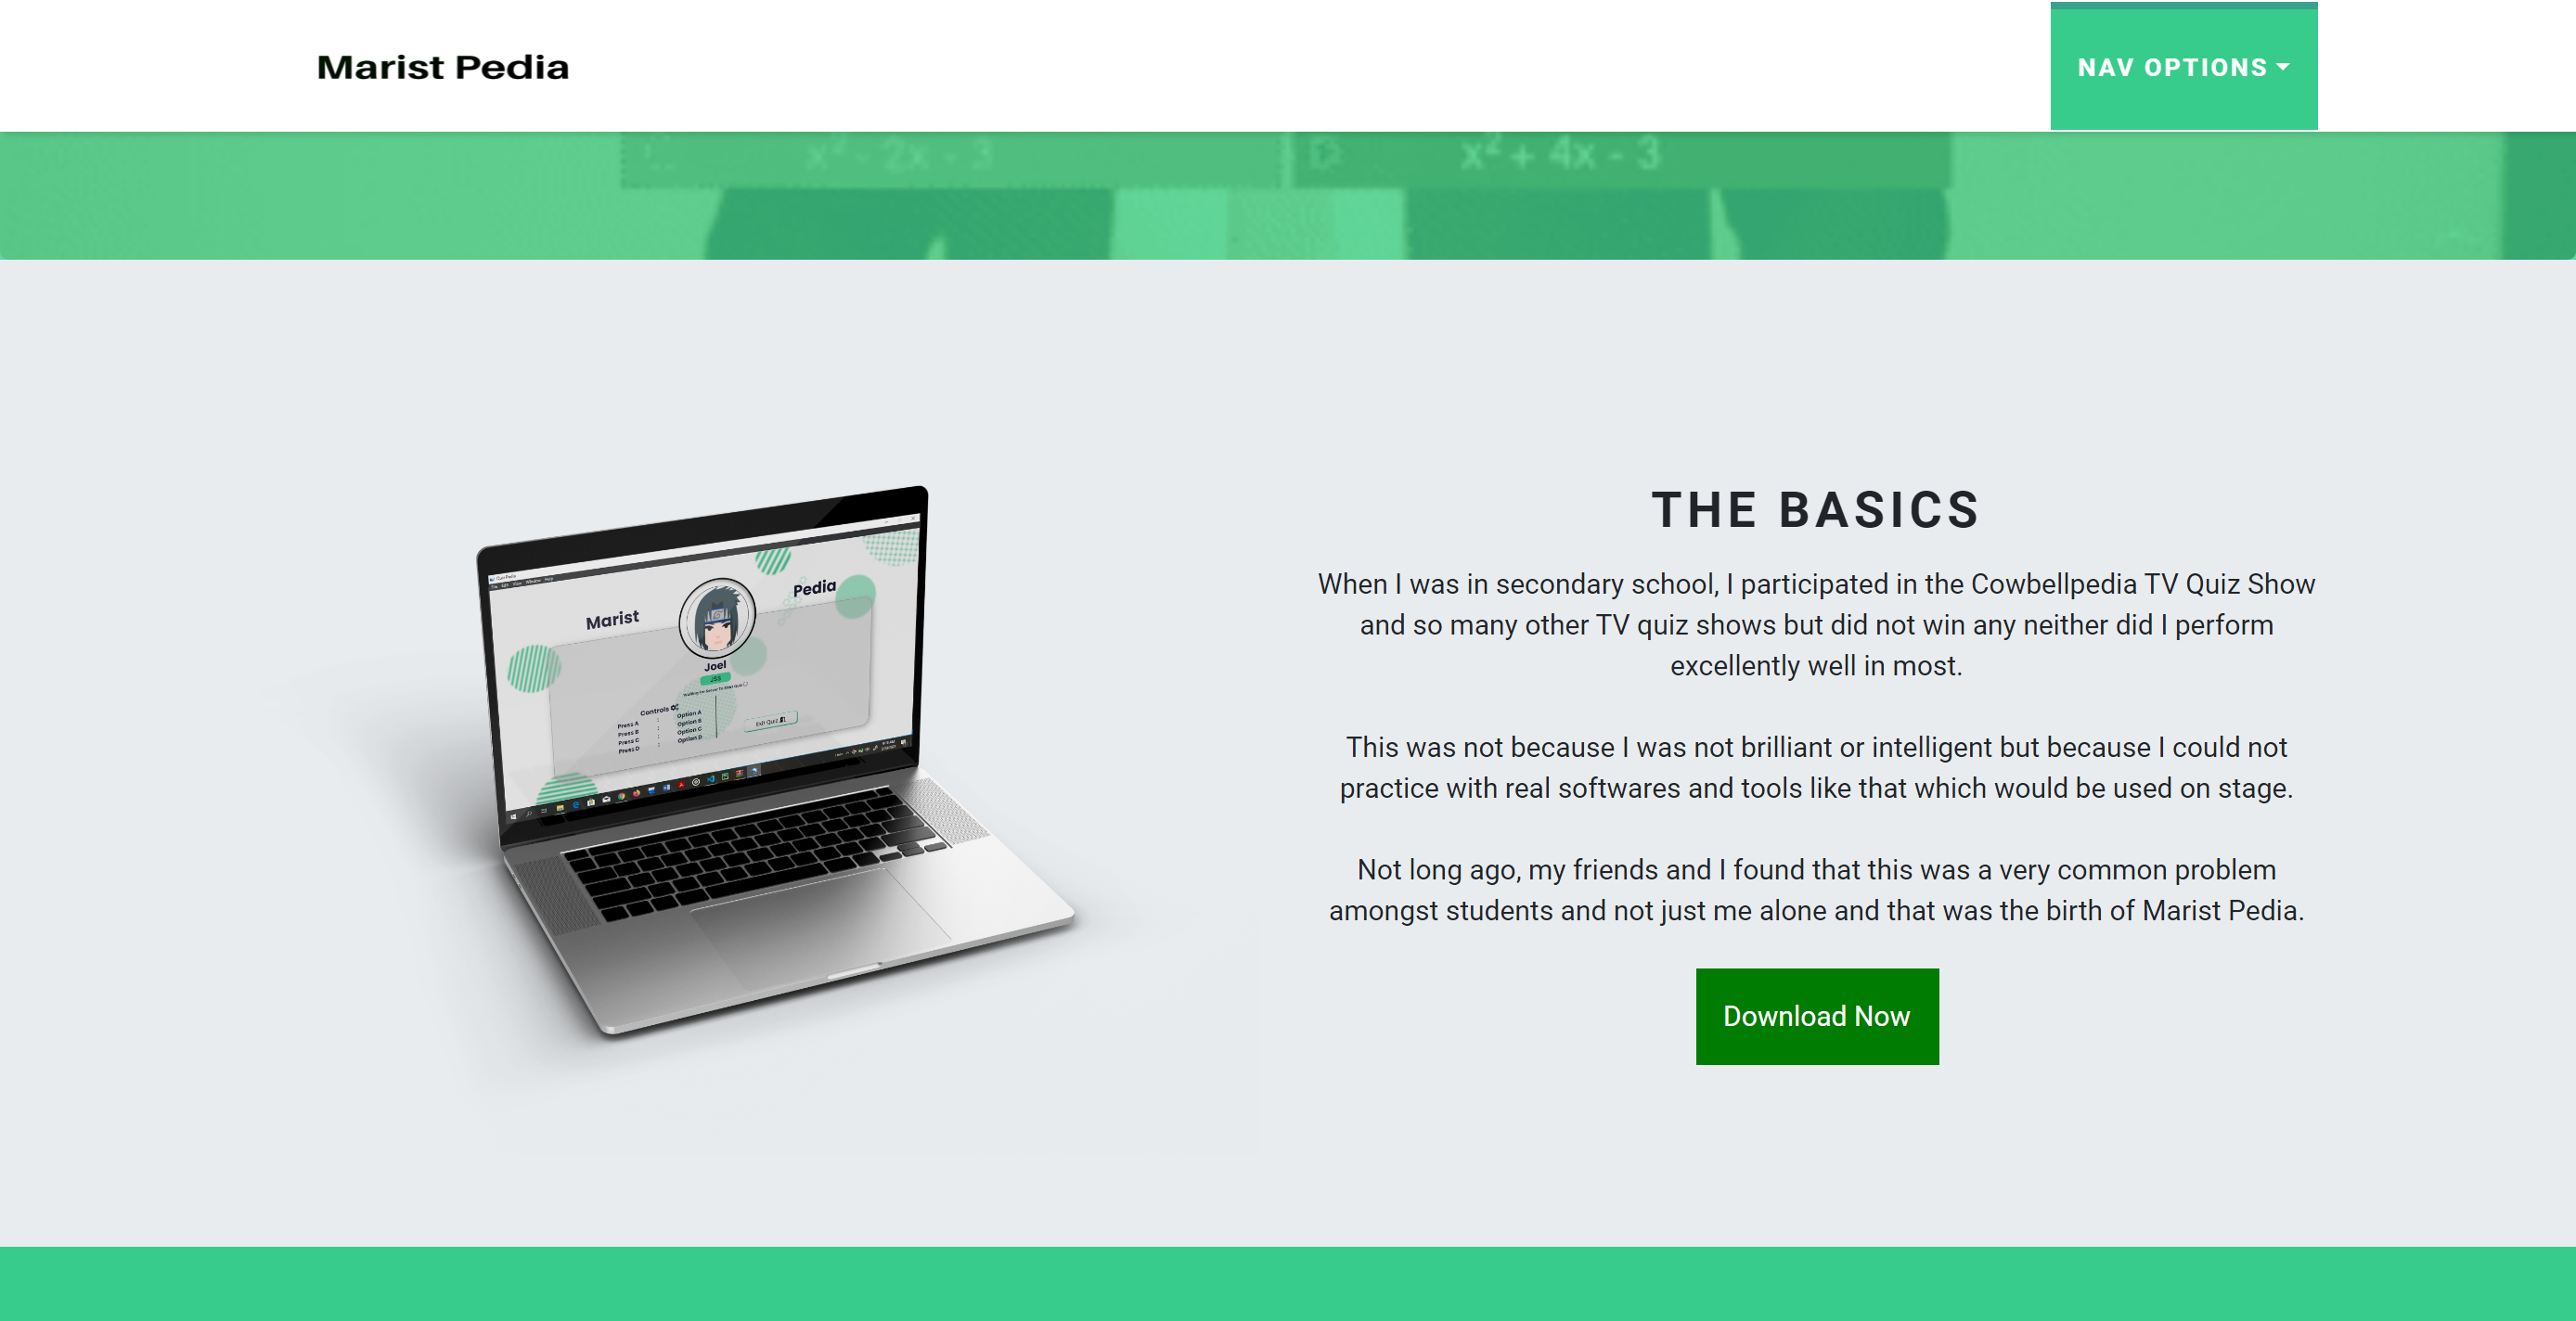 Marist Pedia
NAV OPTIONS
x² - 2x - 3
x² + 4x - 3
THE BASICS
When I was in secondary school, I participated in the Cowbellpedia TV Quiz Show
and so many other TV quiz shows but did not win any neither did I perform
excellently well in most.
This was not because I was not brilliant or intelligent but because I could not
practice with real softwares and tools like that which would be used on stage.
Not long ago, my friends and I found that this was a very common problem
amongst students and not just me alone and that was the birth of Marist Pedia.
Download Now
Marist
Pedia
Joel
255
Controls
Press A : Option A
Press B : Option B
Press C : Option C
Press D : Option D
Exit Quiz